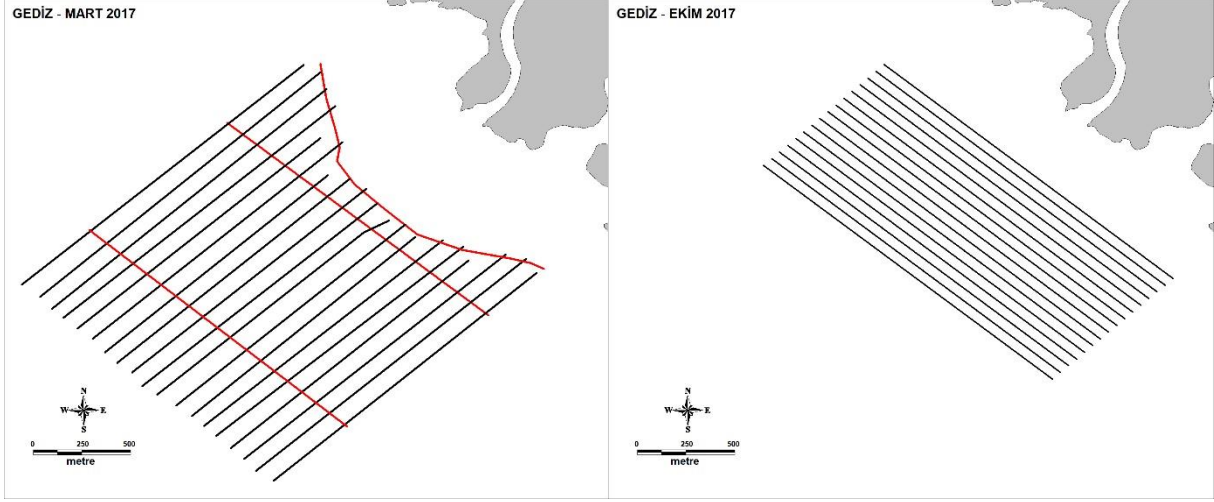 GEDİZ - MART 2017
N
W E
S
0 250 500
metre
GEDİZ - EKİM 2017
N
W E
S
0 250 500
metre